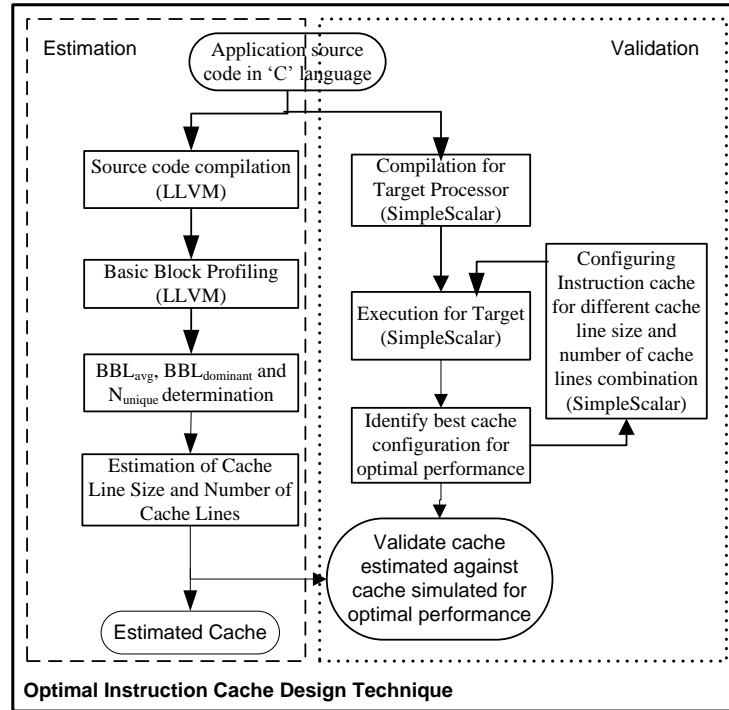 Estimation
Validation
Application source
code in ‘C’ language
Source code compilation
(LLVM)
Basic Block Profiling
(LLVM)
BBLavg, BBLdominant and
Nunique determination
Estimation of Cache
Line Size and Number of
Cache Lines
Estimated Cache
Compilation for
Target Processor
(SimpleScalar)
Execution for Target
(SimpleScalar)
Identify best cache
configuration for
optimal performance
Configuring
Instruction cache
for different cache
line size and
number of cache
lines combination
(SimpleScalar)
Validate cache
estimated against
cache simulated for
optimal performance
Optimal Instruction Cache Design Technique